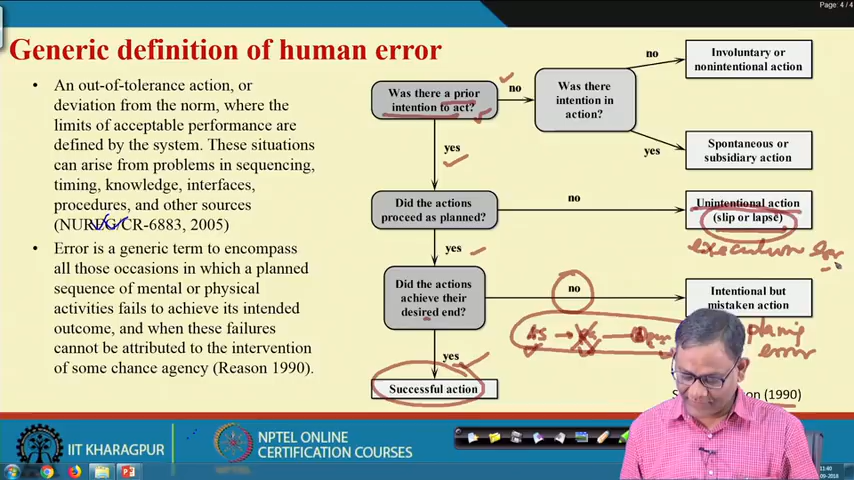 Page: 4 / 4
Generic definition of human error
• An out-of-tolerance action, or
deviation from the norm, where the
limits of acceptable performance are
defined by the system. These situations
can arise from problems in sequencing,
timing, knowledge, interfaces,
procedures, and other sources
(NUREG/CR-6883, 2005)
• Error is a generic term to encompass
all those occasions in which a planned
sequence of mental or physical
activities fails to achieve its intended
outcome, and when these failures
cannot be attributed to the intervention
of some chance agency (Reason 1990).
Was there a prior
intention to act?
no
Was there
intention in
action?
no
Involuntary or
nonintentional action
yes
Spontaneous or
subsidiary action
yes
Did the actions
proceed as planned?
no
Unintentional action
(slip or lapse)
execution
yes
Did the actions
achieve their
desired end?
no
Intentional but
mistaken action
error
yes
Successful action
(1990)
IIT KHARAGPUR
NPTEL ONLINE
CERTIFICATION COURSES
11:40